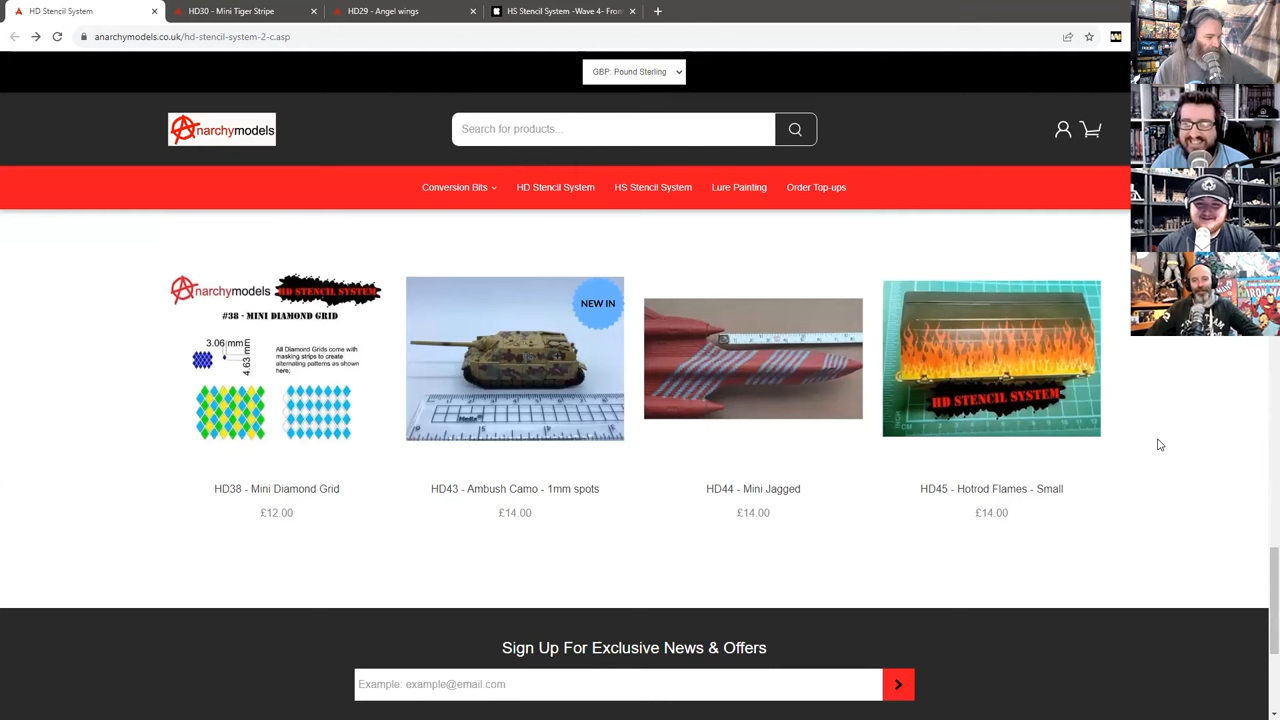 HD Stencil System
HD30 - Mini Tiger Stripe
HD29 - Angel wings
HS Stencil System -Wave 4- From
anarchymodels.co.uk/hd-stencil-system-2-c.asp
GBP: Pound Sterling
Anarchymodels
Search for products...
Conversion Bits
HD Stencil System
HS Stencil System
Lure Painting
Order Top-ups
Anarchymodels
HD STENCIL SYSTEM
#38 - MINI DIAMOND GRID
3.06 mm
4.63 mm
All Diamond Grids come with
masking strips to create
alternating patterns as shown
here;
NEW IN
Helix
HD STENCIL SYSTEM
HD38 - Mini Diamond Grid
£12.00
HD43 - Ambush Camo - 1mm spots
£14.00
HD44 - Mini Jagged
£14.00
HD45 - Hotrod Flames - Small
£14.00
Sign Up For Exclusive News & Offers
Example: example@email.com
IRON